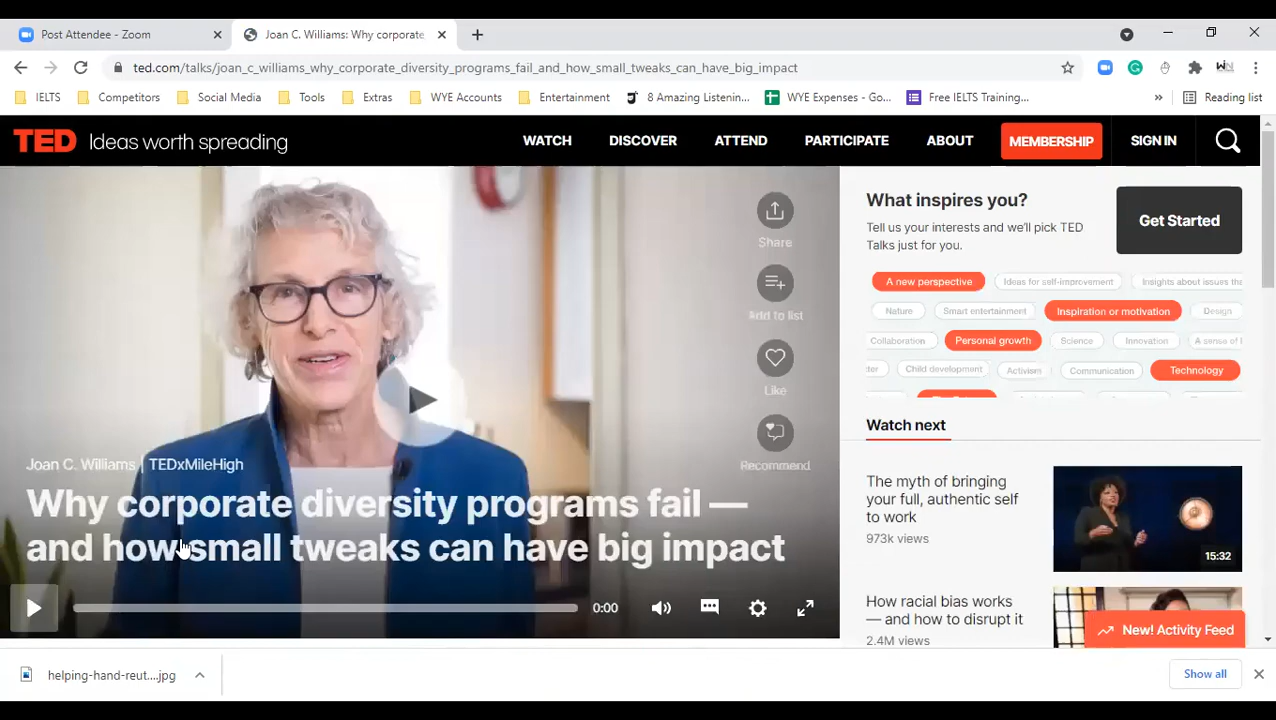 Post Attendee - Zoom
Joan C. Williams: Why corporate
ted.com/talks/joan_c_williams_why_corporate_diversity_programs_fail_and_how_small_tweaks_can_have_big_impact
IELTS Competitors Social Media Tools Extras WYE Accounts Entertainment 8 Amazing Listenin... WYE Expenses - Go... Free IELTS Training... » Reading list
TED Ideas worth spreading WATCH DISCOVER ATTEND PARTICIPATE ABOUT MEMBERSHIP SIGN IN
Share
Add to list
Like
Recommend
Joan C. Williams | TEDxMileHigh
Why corporate diversity programs fail —
and how small tweaks can have big impact
0:00
What inspires you?
Tell us your interests and we'll pick TED
Talks just for you.
Get Started
A new perspective Ideas for self-improvement Insights about issues tha
Nature Smart entertainment Inspiration or motivation Design
Collaboration Personal growth Science Innovation A sense of
Child development Activism Communication Technology
Watch next
The myth of bringing
your full, authentic self
to work
973k views
15:32
How racial bias works
— and how to disrupt it
2.4M views
New! Activity Feed
helping-hand-reut....jpg
Show all